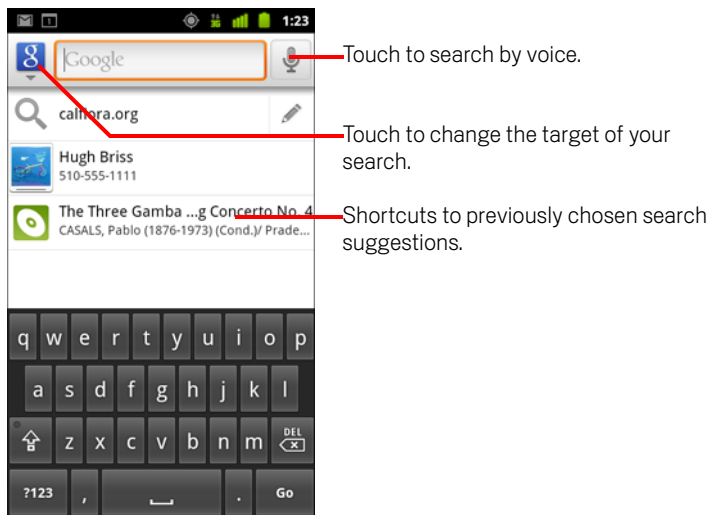 1 3G 1:23
g Google
Touch to search by voice.
calflora.org
Touch to change the target of your
search.
Hugh Briss
510-555-1111
The Three Gamba ...g Concerto No. 4
CASALS, Pablo (1876-1973) (Cond.)/ Prade...
Shortcuts to previously chosen search
suggestions.
q w e r t y u i o p
a s d f g h j k l
z x c v b n m DEL
?123 , . Go